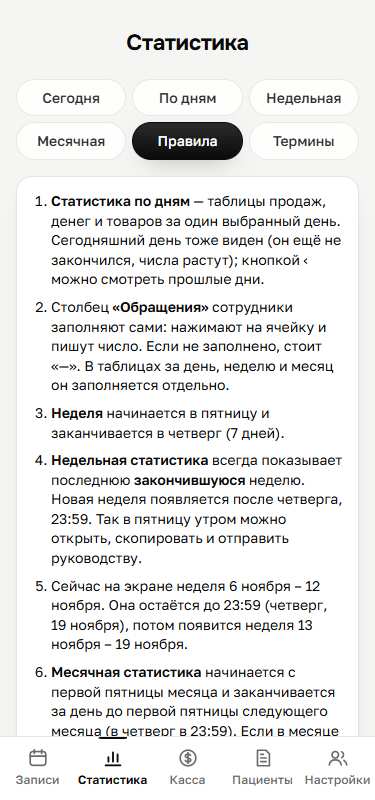 Статистика
Сегодня
По дням
Недельная
Месячная
Правила
Термины
1. Статистика по дням — таблицы продаж,
денег и товаров за один выбранный день.
Сегодняшний день тоже виден (он ещё не
закончился, числа растут); кнопкой ‹
можно смотреть прошлые дни.
2. Столбец «Обращения» сотрудники
заполняют сами: нажимают на ячейку и
пишут число. Если не заполнено, стоит
«—». В таблицах за день, неделю и месяц
он заполняется отдельно.
3. Неделя начинается в пятницу и
заканчивается в четверг (7 дней).
4. Недельная статистика всегда показывает
последнюю закончившуюся неделю.
Новая неделя появляется после четверга,
23:59. Так в пятницу утром можно
открыть, скопировать и отправить
руководству.
5. Сейчас на экране неделя 6 ноября – 12
ноября. Она остаётся до 23:59 (четверг,
19 ноября), потом появится неделя 13
ноября – 19 ноября.
6. Месячная статистика начинается с
первой пятницы месяца и заканчивается
за день до первой пятницы следующего
месяца (в четверг в 23:59). Если в месяце
Записи
Статистика
Касса
Пациенты
Настройки